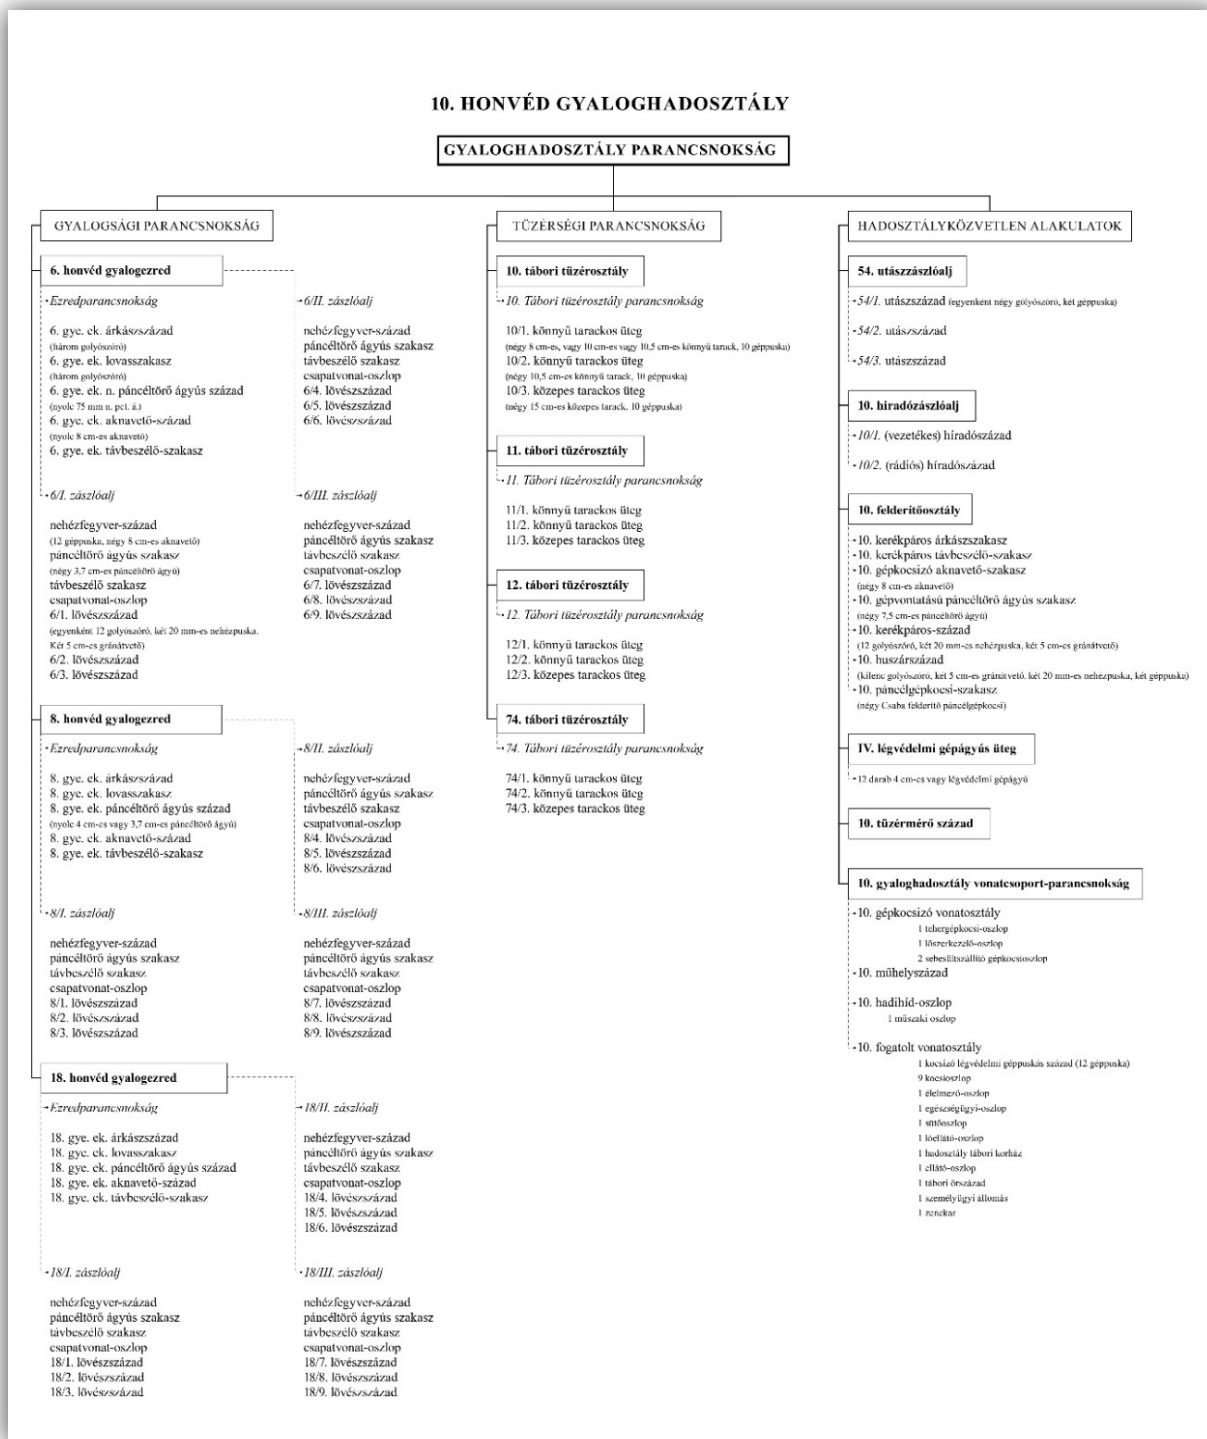 10. HONVÉD GYALOGHADOSZTÁLY
GYALOGHADOSZTÁLY PARANCSNOKSÁG
GYALOGSÁGI PARANCSNOKSÁG
6. honvéd gyalogezred
Ezredparancsnokság
6. gye. ek. árkászszázad
(három golyószóró)
6. gye. ek. lovasszakasz
(három golyószóró)
6. gye. ek. n. páncéltörő ágyús század
(nyolc 75 mm n. pct. á.)
6. gye. ek. aknavető-század
(nyolc 8 cm-es aknavető)
6. gye. ek. távbeszélő-szakasz
6/I. zászlóalj
nehézfegyver-század
(12 géppuska, négy 8 cm-es aknavető)
páncéltörő ágyús szakasz
(négy 3,7 cm-es páncéltörő ágyú)
távbeszélő szakasz
csapatvonat-oszlop
6/1. lövészszázad
(egyenként 12 golyószóró, két 20 mm-es nehézpuska.
Két 5 cm-es gránátvető)
6/2. lövészszázad
6/3. lövészszázad
6/II. zászlóalj
nehézfegyver-század
páncéltörő ágyús szakasz
távbeszélő szakasz
csapatvonat-oszlop
6/4. lövészszázad
6/5. lövészszázad
6/6. lövészszázad
6/III. zászlóalj
nehézfegyver-század
páncéltörő ágyús szakasz
távbeszélő szakasz
csapatvonat-oszlop
6/7. lövészszázad
6/8. lövészszázad
6/9. lövészszázad
8. honvéd gyalogezred
Ezredparancsnokság
8. gye. ek. árkászszázad
8. gye. ek. lovasszakasz
8. gye. ek. páncéltörő ágyús század
(nyolc 4 cm-es vagy 3,7 cm-es páncéltörő ágyú)
8. gye. ek. aknavető-század
8. gye. ek. távbeszélő-szakasz
8/I. zászlóalj
nehézfegyver-század
páncéltörő ágyús szakasz
távbeszélő szakasz
csapatvonat-oszlop
8/1. lövészszázad
8/2. lövészszázad
8/3. lövészszázad
8/II. zászlóalj
nehézfegyver-század
páncéltörő ágyús szakasz
távbeszélő szakasz
csapatvonat-oszlop
8/4. lövészszázad
8/5. lövészszázad
8/6. lövészszázad
8/III. zászlóalj
nehézfegyver-század
páncéltörő ágyús szakasz
távbeszélő szakasz
csapatvonat-oszlop
8/7. lövészszázad
8/8. lövészszázad
8/9. lövészszázad
18. honvéd gyalogezred
Ezredparancsnokság
18. gye. ek. árkászszázad
18. gye. ek. lovasszakasz
18. gye. ek. páncéltörő ágyús század
18. gye. ek. aknavető-század
18. gye. ek. távbeszélő-szakasz
18/I. zászlóalj
nehézfegyver-század
páncéltörő ágyús szakasz
távbeszélő szakasz
csapatvonat-oszlop
18/1. lövészszázad
18/2. lövészszázad
18/3. lövészszázad
18/II. zászlóalj
nehézfegyver-század
páncéltörő ágyús szakasz
távbeszélő szakasz
csapatvonat-oszlop
18/4. lövészszázad
18/5. lövészszázad
18/6. lövészszázad
18/III. zászlóalj
nehézfegyver-század
páncéltörő ágyús szakasz
távbeszélő szakasz
csapatvonat-oszlop
18/7. lövészszázad
18/8. lövészszázad
18/9. lövészszázad
TÜZÉRSÉGI PARANCSNOKSÁG
10. tábori tüzérosztály
10. Tábori tüzérosztály parancsnokság
10/1. könnyű tarackos üteg
(négy 8 cm-es, vagy 10 cm-es vagy 10,5 cm-es könnyű tarack, 10 géppuska)
10/2. könnyű tarackos üteg
(négy 10,5 cm-es könnyű tarack, 10 géppuska)
10/3. közepes tarackos üteg
(négy 15 cm-es közepes tarack, 10 géppuska)
11. tábori tüzérosztály
11. Tábori tüzérosztály parancsnokság
11/1. könnyű tarackos üteg
11/2. könnyű tarackos üteg
11/3. közepes tarackos üteg
12. tábori tüzérosztály
12. Tábori tüzérosztály parancsnokság
12/1. könnyű tarackos üteg
12/2. könnyű tarackos üteg
12/3. közepes tarackos üteg
74. tábori tüzérosztály
74. Tábori tüzérosztály parancsnokság
74/1. könnyű tarackos üteg
74/2. könnyű tarackos üteg
74/3. közepes tarackos üteg
HADOSZTÁLYKÖZVETLEN ALAKULATOK
54. utászzászlóalj
54/1. utászszázad (egyenként négy golyószóró, két géppuska)
54/2. utászszázad
54/3. utászszázad
10. hiradózászlóalj
10/1. (vezetékes) híradószázad
10/2. (rádiós) híradószázad
10. felderítőosztály
10. kerékpáros árkászszakasz
10. kerékpáros távbeszélő-szakasz
10. gépkocsizó aknavető-szakasz
(négy 8 cm-es aknavető)
10. gépvontatású páncéltörő ágyús szakasz
(négy 7,5 cm-es páncéltörő ágyú)
10. kerékpáros-század
(12 golyószóró, két 20 mm-es nehézpuska, két 5 cm-es gránátvető)
10. huszárszázad
(kilenc golyószóró, két 5 cm-es gránátvető, két 20 mm-es nehézpuska, két géppuska)
10. páncélgépkocsi-szakasz
(négy Csaba felderítő páncélgépkocsi)
IV. légvédelmi gépágyús üteg
12 darab 4 cm-es vagy légvédelmi gépágyú
10. tüzérmérő század
10. gyaloghadosztály vonatcsoport-parancsnokság
10. gépkocsizó vonatosztály
1 tehergépkocsi-oszlop
1 lőszerkezelő-oszlop
2 sebesültszállító gépkocsioszlop
10. műhelyszázad
10. hadihíd-oszlop
1 műszaki oszlop
10. fogatolt vonatosztály
1 kocsizó légvédelmi géppuskás század (12 géppuska)
9 kocsioszlop
1 élelmező-oszlop
1 egészségügyi-oszlop
1 sütőoszlop
1 lóellátó-oszlop
1 hadosztály tábori kórház
1 ellátó-oszlop
1 tábori őrszázad
1 személyügyi állomás
1 zenekar